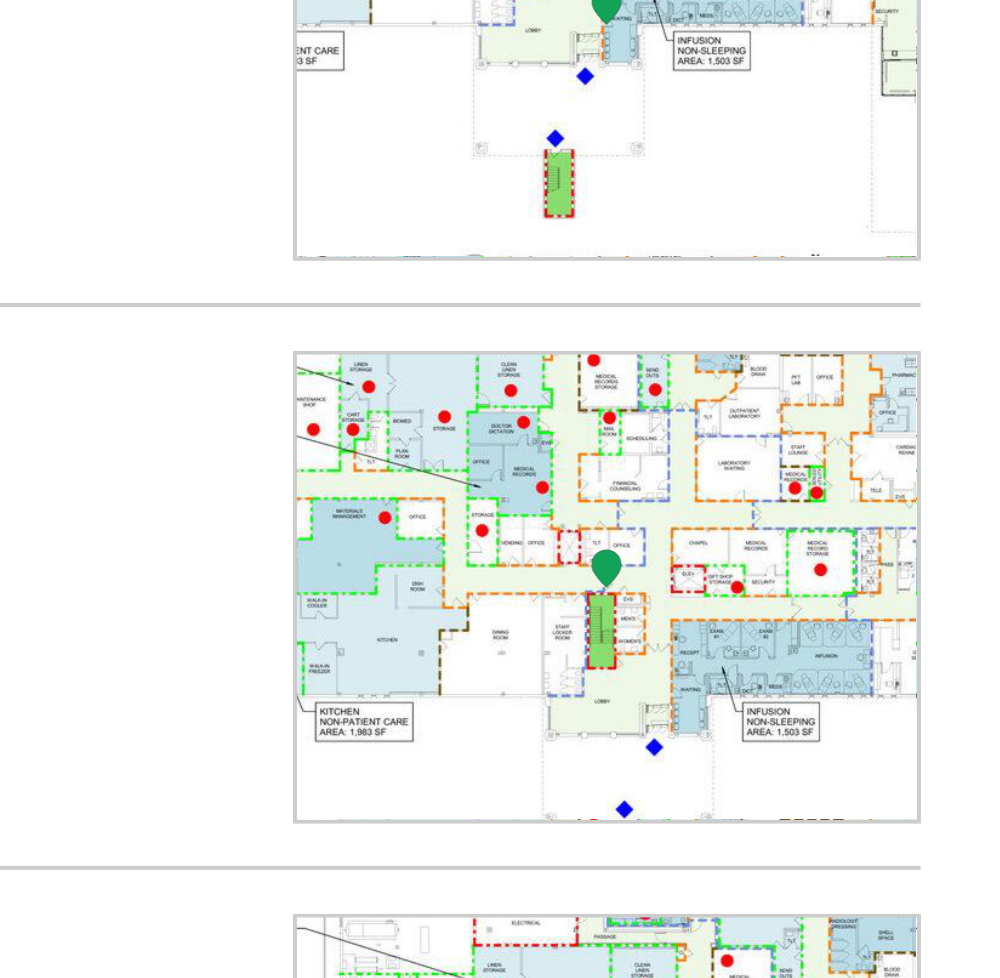 WAITING
TLT
DICT
MEDS
SECURITY
LOBBY
ENT CARE
3 SF
INFUSION
NON-SLEEPING
AREA: 1,503 SF
LINEN
STORAGE
CLEAN
LINEN
STORAGE
MEDICAL
RECORDS
STORAGE
SEND
OUTS
TLT
BLOOD
DRAW
PFT
LAB
OFFICE
PHARMAC
MAINTENANCE
SHOP
CART
STORAGE
BIOMED
STORAGE
DOCTOR
DICTATION
EVS
MAIL
ROOM
SCHEDULING
TLT
OUTPATIENT
LABORATORY
OFFICE
PLAN
ROOM
TLT
OFFICE
MEDICAL
RECORDS
FINANCIAL
COUNSELING
LABORATORY
WAITING
STAFF
LOUNGE
CARDIAC
REHAB
MEDICAL
RECORDS
SOILED
UTILITY
TELE
EVS
MATERIALS
MANAGEMENT
OFFICE
STORAGE
VENDING
OFFICE
TLT
OFFICE
CHAPEL
MEDICAL
RECORDS
MEDICAL
RECORD
STORAGE
TLT
PASS
ELEV
GIFT SHOP
STORAGE
SECURITY
TLT
DISH
ROOM
WALK-IN
COOLER
KITCHEN
DINING
ROOM
STAFF
LOCKER
ROOM
EVS
MEN'S
WOMEN'S
RECEPT
EXAM
#1
EXAM
#2
INFUSION
WALK-IN
FREEZER
LOBBY
WAITING
TLT
DICT
MEDS
KITCHEN
NON-PATIENT CARE
AREA: 1,983 SF
INFUSION
NON-SLEEPING
AREA: 1,503 SF
ELECTRICAL
PASSAGE
RADIOLOGY
DRESSING
SHELL
SPACE
TLT
LINEN
STORAGE
CLEAN
LINEN
STORAGE
MEDICAL
SEND
OUTS
BLOOD
DRAW